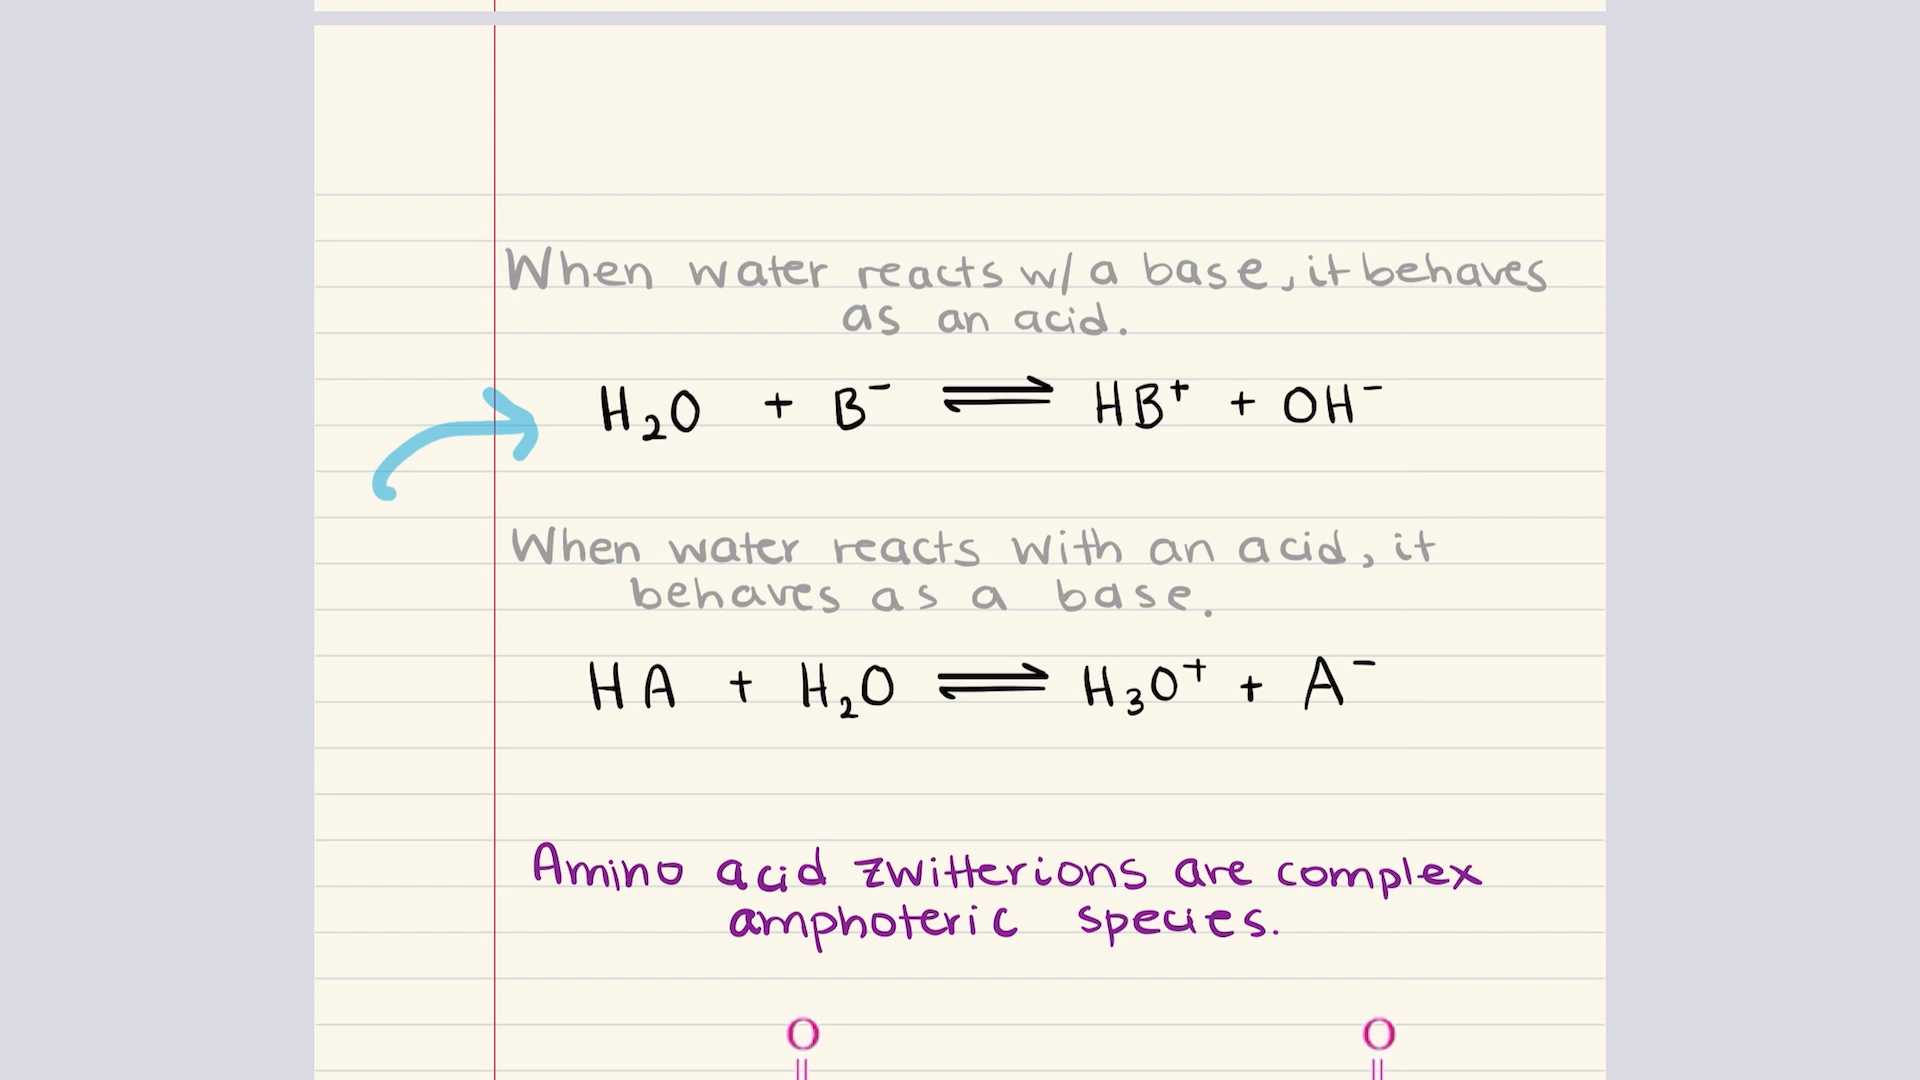 When water reacts w/ a base, it behaves
as an acid.
H₂O + B⁻ ⇌ HB⁺ + OH⁻
When water reacts with an acid, it
behaves as a base.
HA + H₂O ⇌ H₃O⁺ + A⁻
Amino acid zwitterions are complex
amphoteric species.
O O